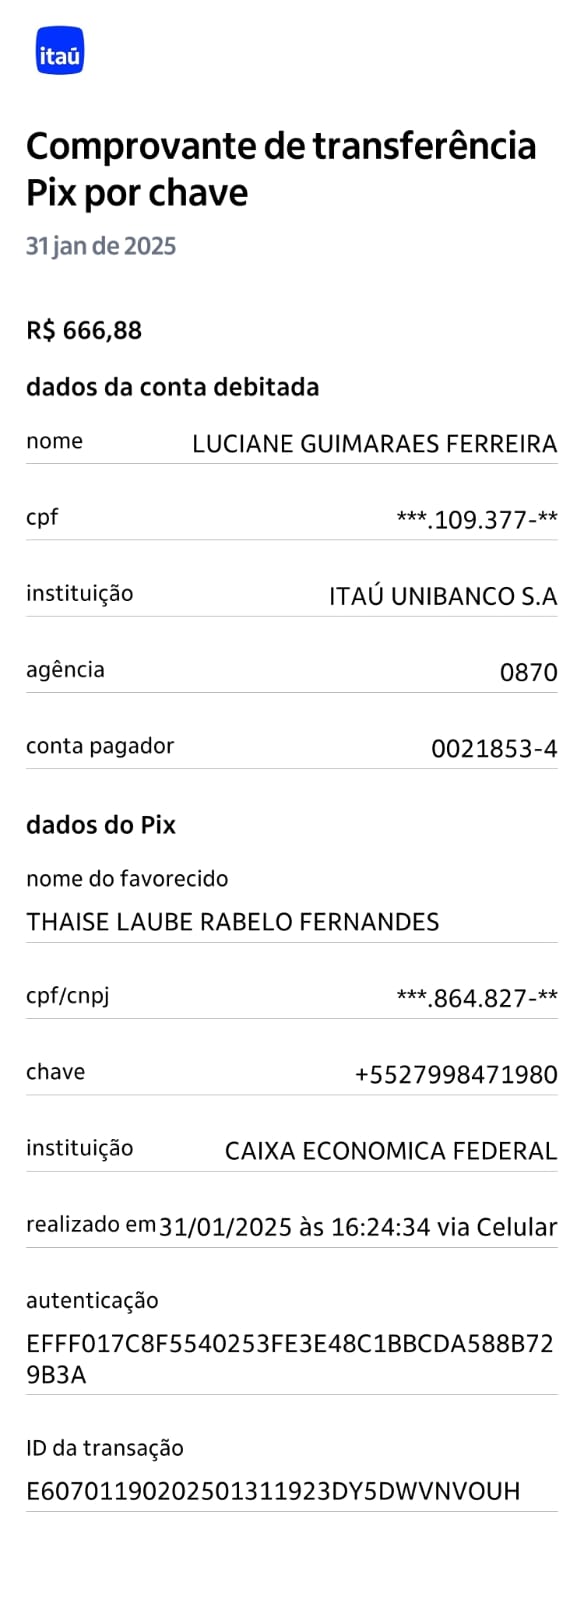 itaú
Comprovante de transferência
Pix por chave
31 jan de 2025
R$ 666,88
dados da conta debitada
nome LUCIANE GUIMARAES FERREIRA
cpf ***.109.377-**
instituição ITAÚ UNIBANCO S.A
agência 0870
conta pagador 0021853-4
dados do Pix
nome do favorecido
THAISE LAUBE RABELO FERNANDES
cpf/cnpj ***.864.827-**
chave +5527998471980
instituição CAIXA ECONOMICA FEDERAL
realizado em 31/01/2025 às 16:24:34 via Celular
autenticação
EFFF017C8F5540253FE3E48C1BBCDA588B72
9B3A
ID da transação
E60701190202501311923DY5DWVNVOUH